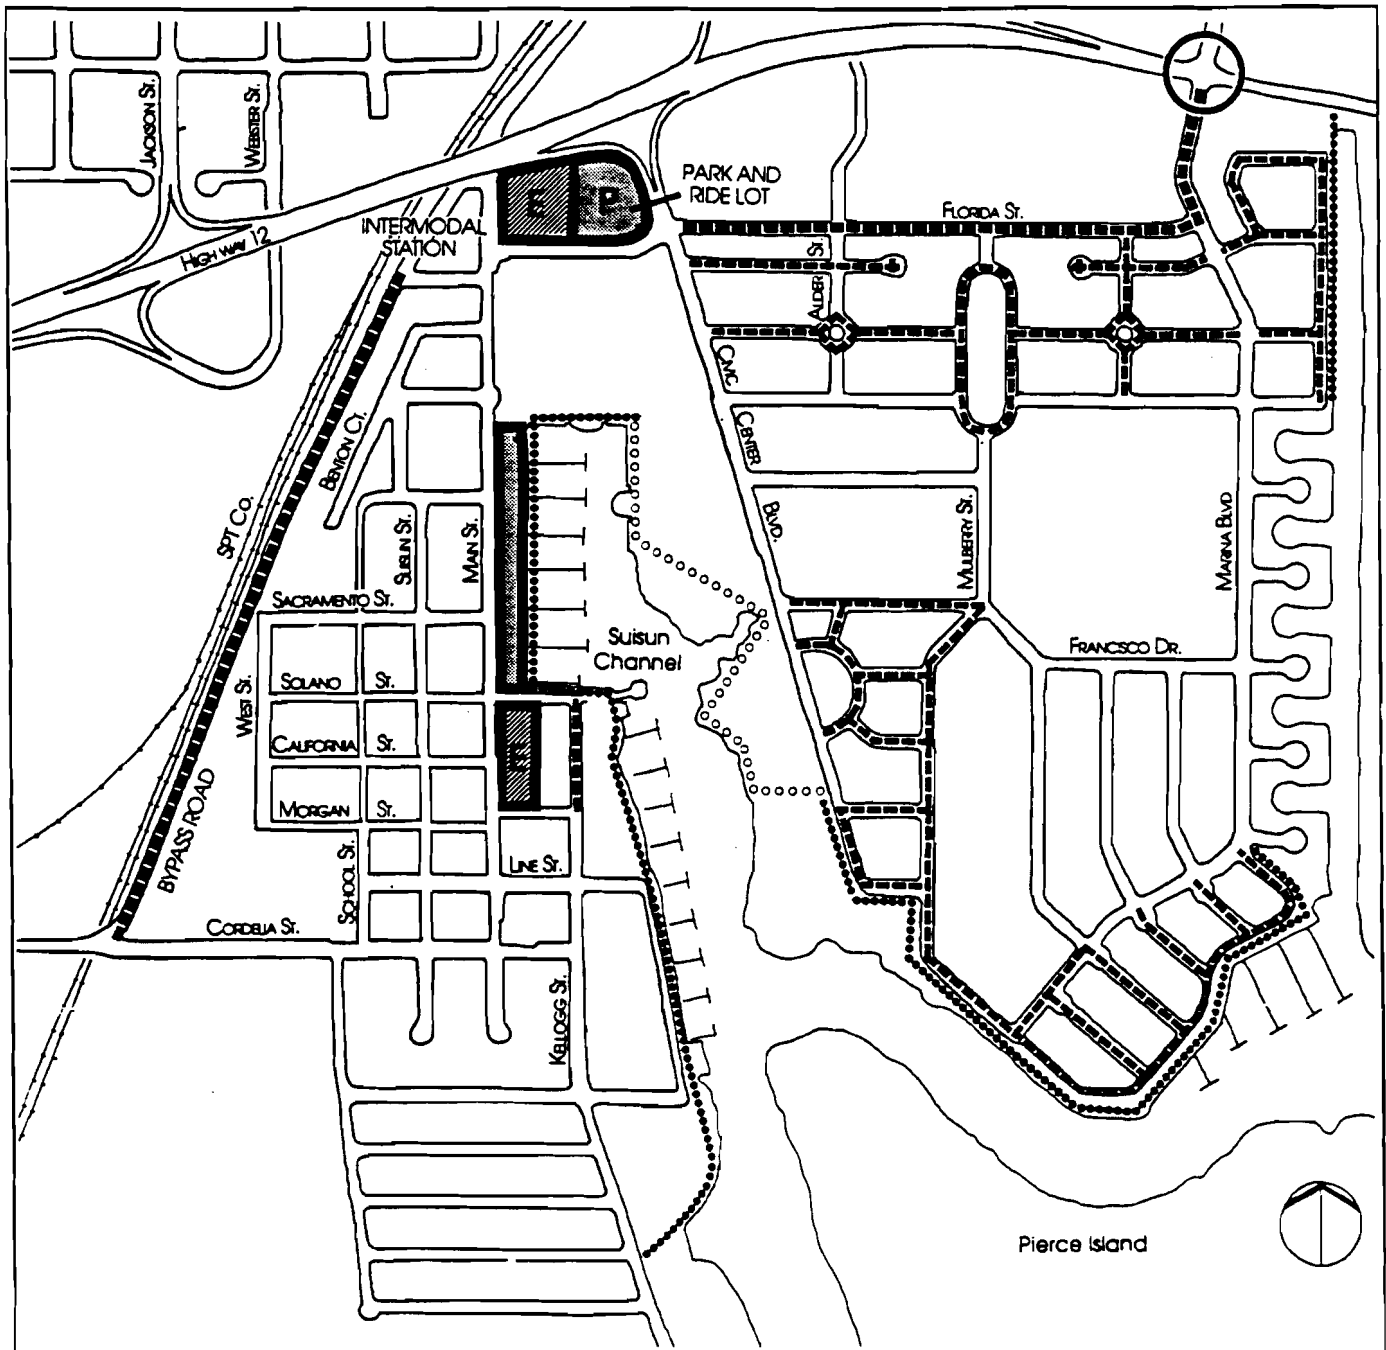 JACKSON ST.
WEBSTER ST.
HIGHWAY 12
INTERMODAL
STATION
E
P
PARK AND
RIDE LOT
FLORIDA ST.
ALDER ST.
CIVIC
CENTER
BLVD.
BENTON CT.
SPT CO.
SUISUN ST.
MAIN ST.
MULBERRY ST.
MARINA BLVD
SACRAMENTO ST.
Suisun
Channel
FRANCISCO DR.
WEST ST.
SOLANO ST.
CALIFORNIA ST.
MORGAN ST.
BYPASS ROAD
SCHOOL ST.
LINE ST.
CORDELIA ST.
KELLOGG ST.
Pierce Island